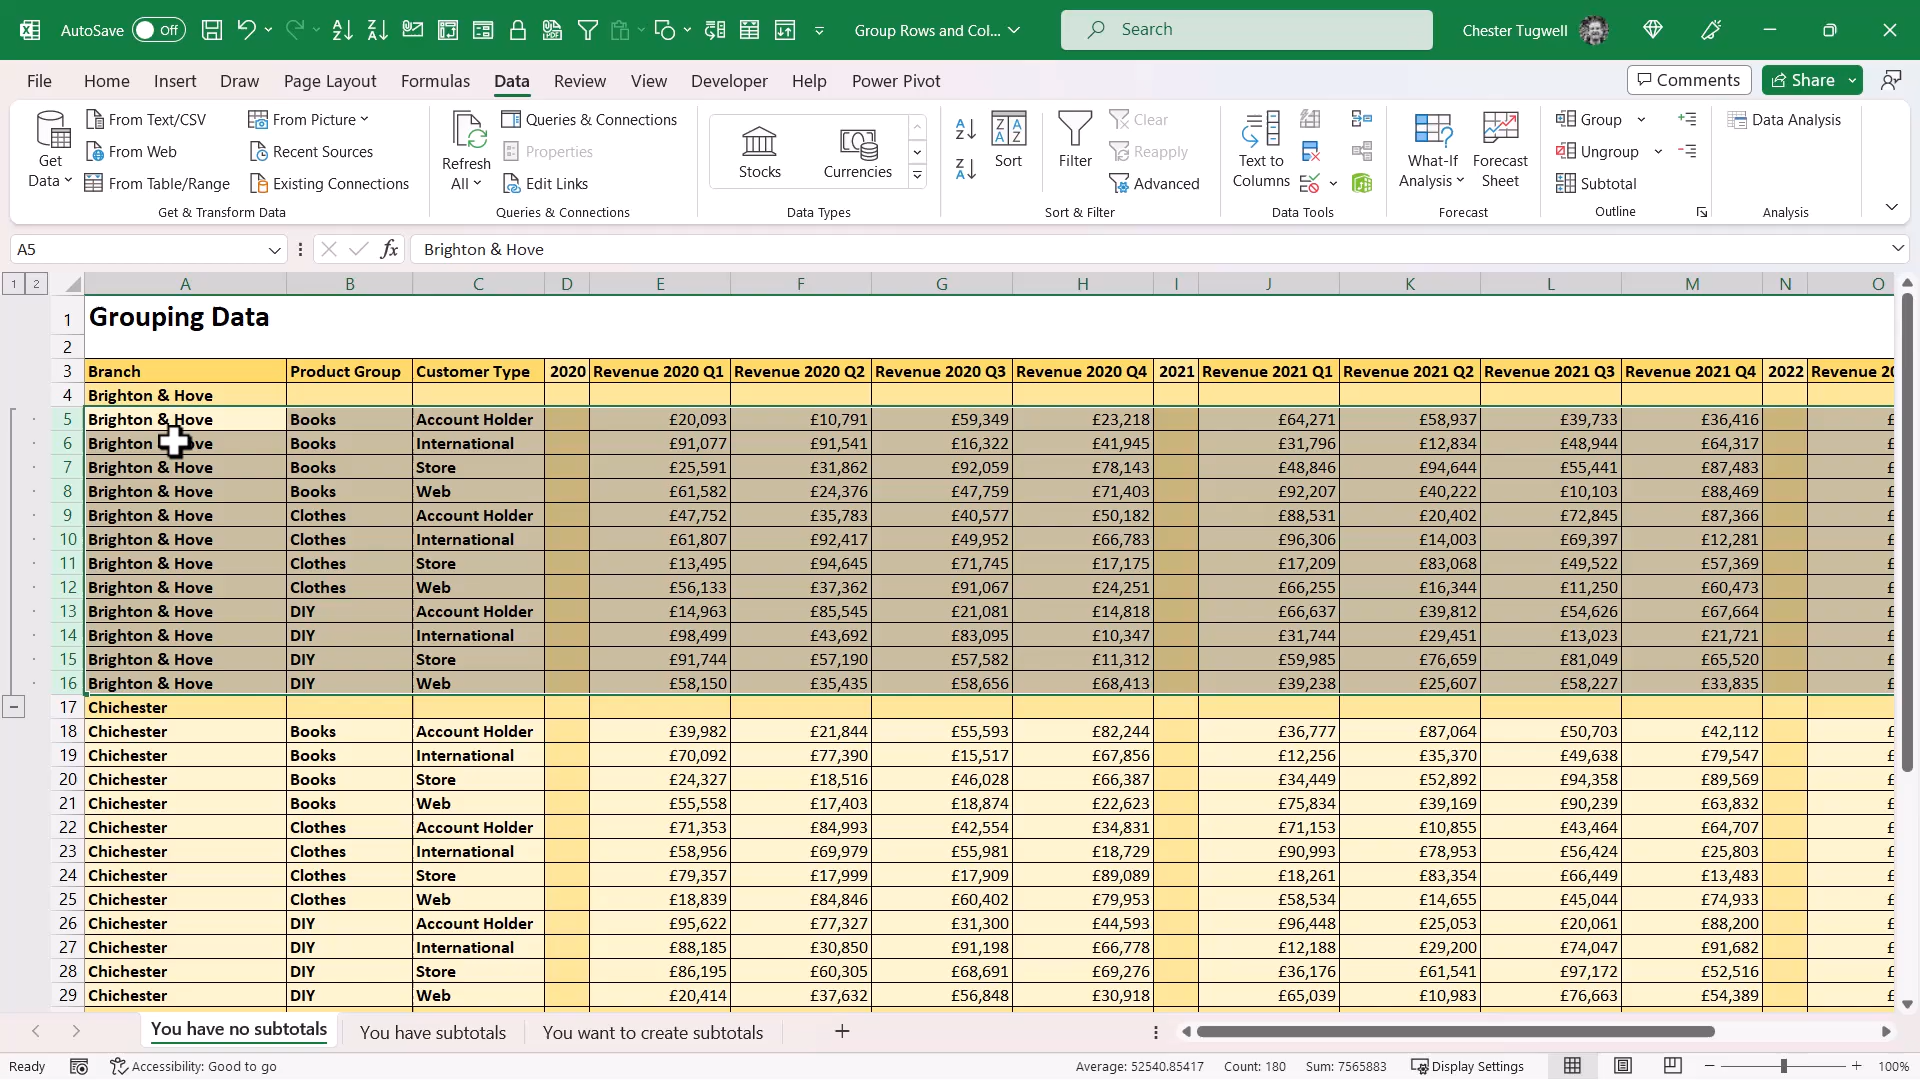 AutoSave Off Group Rows and Col... Search Chester Tugwell
File Home Insert Draw Page Layout Formulas Data Review View Developer Help Power Pivot Comments Share
Get Data From Text/CSV From Web From Table/Range From Picture Recent Sources Existing Connections
Refresh All Queries & Connections Properties Edit Links
Stocks Currencies
Sort Filter Clear Reapply Advanced
Text to Columns What-If Analysis Forecast Sheet
Group Ungroup Subtotal Data Analysis
Get & Transform Data Queries & Connections Data Types Sort & Filter Data Tools Forecast Outline Analysis
A5 fx Brighton & Hove
1 2 A B C D E F G H I J K L M N O
1 Grouping Data
2
3 Branch Product Group Customer Type 2020 Revenue 2020 Q1 Revenue 2020 Q2 Revenue 2020 Q3 Revenue 2020 Q4 2021 Revenue 2021 Q1 Revenue 2021 Q2 Revenue 2021 Q3 Revenue 2021 Q4 2022 Revenue 20
4 Brighton & Hove
5 Brighton & Hove Books Account Holder £20,093 £10,791 £59,349 £23,218 £64,271 £58,937 £39,733 £36,416 £
6 Brighton Books International £91,077 £91,541 £16,322 £41,945 £31,796 £12,834 £48,944 £64,317 £
7 Brighton & Hove Books Store £25,591 £31,862 £92,059 £78,143 £48,846 £94,644 £55,441 £87,483 £
8 Brighton & Hove Books Web £61,582 £24,376 £47,759 £71,403 £92,207 £40,222 £10,103 £88,469 £
9 Brighton & Hove Clothes Account Holder £47,752 £35,783 £40,577 £50,182 £88,531 £20,402 £72,845 £87,366 £
10 Brighton & Hove Clothes International £61,807 £92,417 £49,952 £66,783 £96,306 £14,003 £69,397 £12,281 £
11 Brighton & Hove Clothes Store £13,495 £94,645 £71,745 £17,175 £17,209 £83,068 £49,522 £57,369 £
12 Brighton & Hove Clothes Web £56,133 £37,362 £91,067 £24,251 £66,255 £16,344 £11,250 £60,473 £
13 Brighton & Hove DIY Account Holder £14,963 £85,545 £21,081 £14,818 £66,637 £39,812 £54,626 £67,664 £
14 Brighton & Hove DIY International £98,499 £43,692 £83,095 £10,347 £31,744 £29,451 £13,023 £21,721 £
15 Brighton & Hove DIY Store £91,744 £57,190 £57,582 £11,312 £59,985 £76,659 £81,049 £65,520 £
16 Brighton & Hove DIY Web £58,150 £35,435 £58,656 £68,413 £39,238 £25,607 £58,227 £33,835 £
17 Chichester
18 Chichester Books Account Holder £39,982 £21,844 £55,593 £82,244 £36,777 £87,064 £50,703 £42,112 £
19 Chichester Books International £70,092 £77,390 £15,517 £67,856 £12,256 £35,370 £49,638 £79,547 £
20 Chichester Books Store £24,327 £18,516 £46,028 £66,387 £34,449 £52,892 £94,358 £89,569 £
21 Chichester Books Web £55,558 £17,403 £18,874 £22,623 £75,834 £39,169 £90,239 £63,832 £
22 Chichester Clothes Account Holder £71,353 £84,993 £42,554 £34,831 £71,153 £10,855 £43,464 £64,707 £
23 Chichester Clothes International £58,956 £69,979 £55,981 £18,729 £90,993 £78,953 £56,424 £25,803 £
24 Chichester Clothes Store £79,357 £17,999 £17,909 £89,089 £18,261 £83,354 £66,449 £13,483 £
25 Chichester Clothes Web £18,839 £84,846 £60,402 £79,953 £58,534 £14,655 £45,044 £74,933 £
26 Chichester DIY Account Holder £95,622 £77,327 £31,300 £44,593 £96,448 £25,053 £20,061 £88,200 £
27 Chichester DIY International £88,185 £30,850 £91,198 £66,778 £12,188 £29,200 £74,047 £91,682 £
28 Chichester DIY Store £86,195 £60,305 £68,691 £69,276 £36,176 £61,541 £97,172 £52,516 £
29 Chichester DIY Web £20,414 £37,632 £56,848 £30,918 £65,039 £10,983 £76,663 £54,389 £
You have no subtotals You have subtotals You want to create subtotals
Ready Accessibility: Good to go Average: 52540.85417 Count: 180 Sum: 7565883 Display Settings 100%